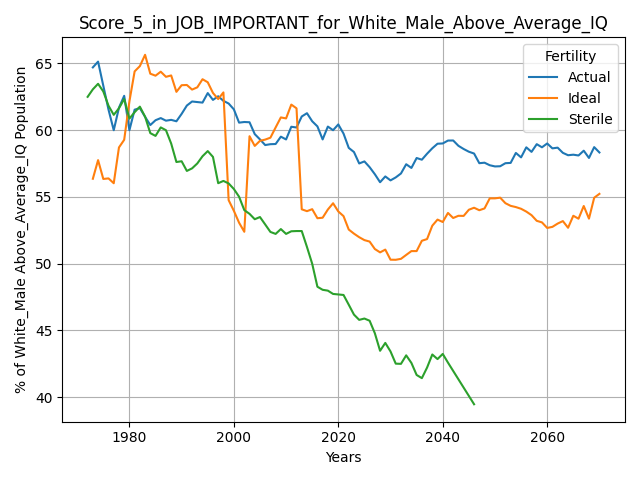 Score_5_in_JOB_IMPORTANT_for_White_Male_Above_Average_IQ
% of White_Male Above_Average_IQ Population
65
60
55
50
45
40
Fertility
Actual
Ideal
Sterile
1980
2000
2020
2040
2060
Years